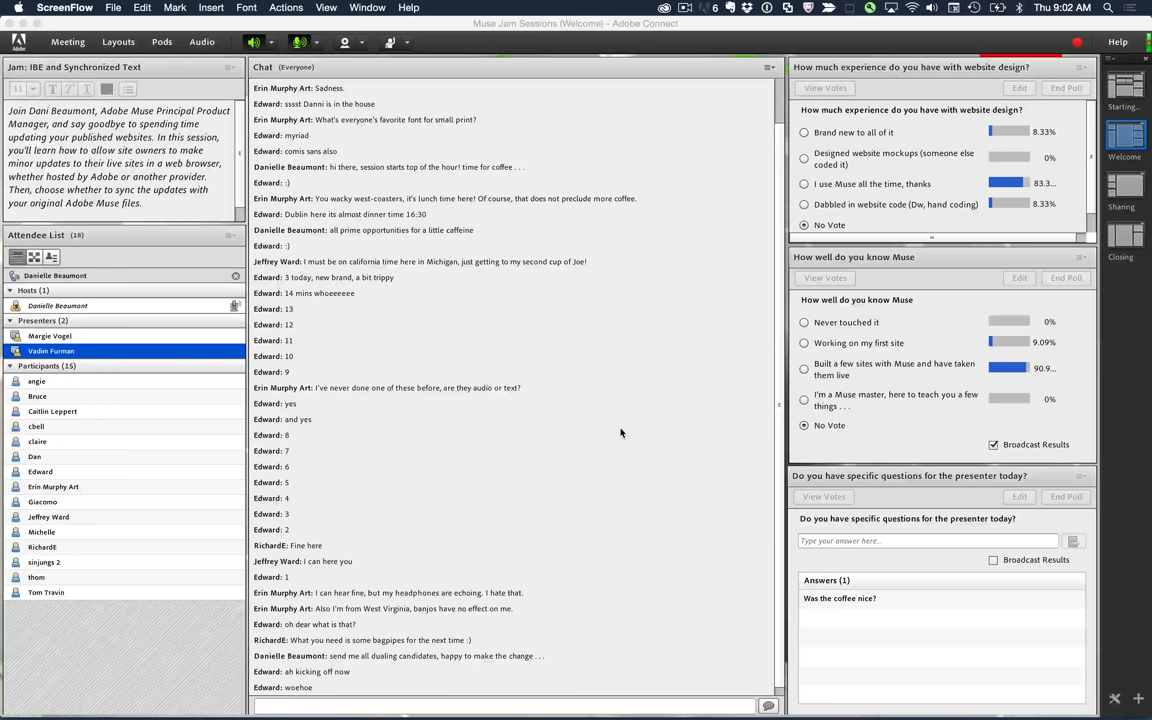 ScreenFlow File Edit Mark Insert Font Actions View Window Help
6
Thu 9:02 AM
Muse Jam Sessions (Welcome) - Adobe Connect
Adobe
Meeting Layouts Pods Audio
Help
Jam: IBE and Synchronized Text
11
Join Dani Beaumont, Adobe Muse Principal Product
Manager, and say goodbye to spending time
updating your published websites. In this session,
you'll learn how to allow site owners to make
minor updates to their live sites in a web browser,
whether hosted by Adobe or another provider.
Then, choose whether to sync the updates with
your original Adobe Muse files.
Attendee List (18)
Danielle Beaumont
Hosts (1)
Danielle Beaumont
Presenters (2)
Margie Vogel
Vadim Furman
Participants (15)
angie
Bruce
Caitlin Leppert
cbell
claire
Dan
Edward
Erin Murphy Art
Giacomo
Jeffrey Ward
Michelle
RichardE
sinjungs 2
thom
Tom Travin
Chat (Everyone)
Erin Murphy Art: Sadness.
Edward: sssst Danni is in the house
Erin Murphy Art: What's everyone's favorite font for small print?
Edward: myriad
Edward: comis sans also
Danielle Beaumont: hi there, session starts top of the hour! time for coffee . . .
Edward: :)
Erin Murphy Art: You wacky west-coasters, it's lunch time here! Of course, that does not preclude more coffee.
Edward: Dublin here its almost dinner time 16:30
Danielle Beaumont: all prime opportunities for a little caffeine
Edward: :)
Jeffrey Ward: I must be on california time here in Michigan, just getting to my second cup of Joe!
Edward: 3 today, new brand, a bit trippy
Edward: 14 mins whoeeeeee
Edward: 13
Edward: 12
Edward: 11
Edward: 10
Edward: 9
Erin Murphy Art: I've never done one of these before, are they audio or text?
Edward: yes
Edward: and yes
Edward: 8
Edward: 7
Edward: 6
Edward: 5
Edward: 4
Edward: 3
Edward: 2
RichardE: Fine here
Jeffrey Ward: I can here you
Edward: 1
Erin Murphy Art: I can hear fine, but my headphones are echoing. I hate that.
Erin Murphy Art: Also I'm from West Virginia, banjos have no effect on me.
Edward: oh dear what is that?
RichardE: What you need is some bagpipes for the next time :)
Danielle Beaumont: send me all dualing candidates, happy to make the change . . .
Edward: ah kicking off now
Edward: woehoe
How much experience do you have with website design?
View Votes Edit End Poll
How much experience do you have with website design?
Brand new to all of it 8.33%
Designed website mockups (someone else
coded it) 0%
I use Muse all the time, thanks 83.3...
Dabbled in website code (Dw, hand coding) 8.33%
No Vote
How well do you know Muse
View Votes Edit End Poll
How well do you know Muse
Never touched it 0%
Working on my first site 9.09%
Built a few sites with Muse and have taken
them live 90.9...
I'm a Muse master, here to teach you a few
things . . . 0%
No Vote
Broadcast Results
Do you have specific questions for the presenter today?
View Votes Edit End Poll
Do you have specific questions for the presenter today?
Type your answer here...
Broadcast Results
Answers (1)
Was the coffee nice?
Starting...
Welcome
Sharing
Closing